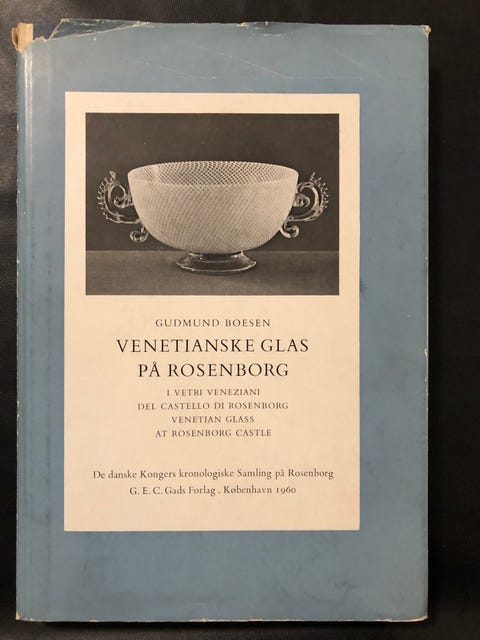 GUDMUND BOESEN
VENETIANSKE GLAS
PÅ ROSENBORG
I VETRI VENEZIANI
DEL CASTELLO DI ROSENBORG
VENETIAN GLASS
AT ROSENBORG CASTLE
De danske Kongers kronologiske Samling på Rosenborg
G. E. C. Gads Forlag . København 1960